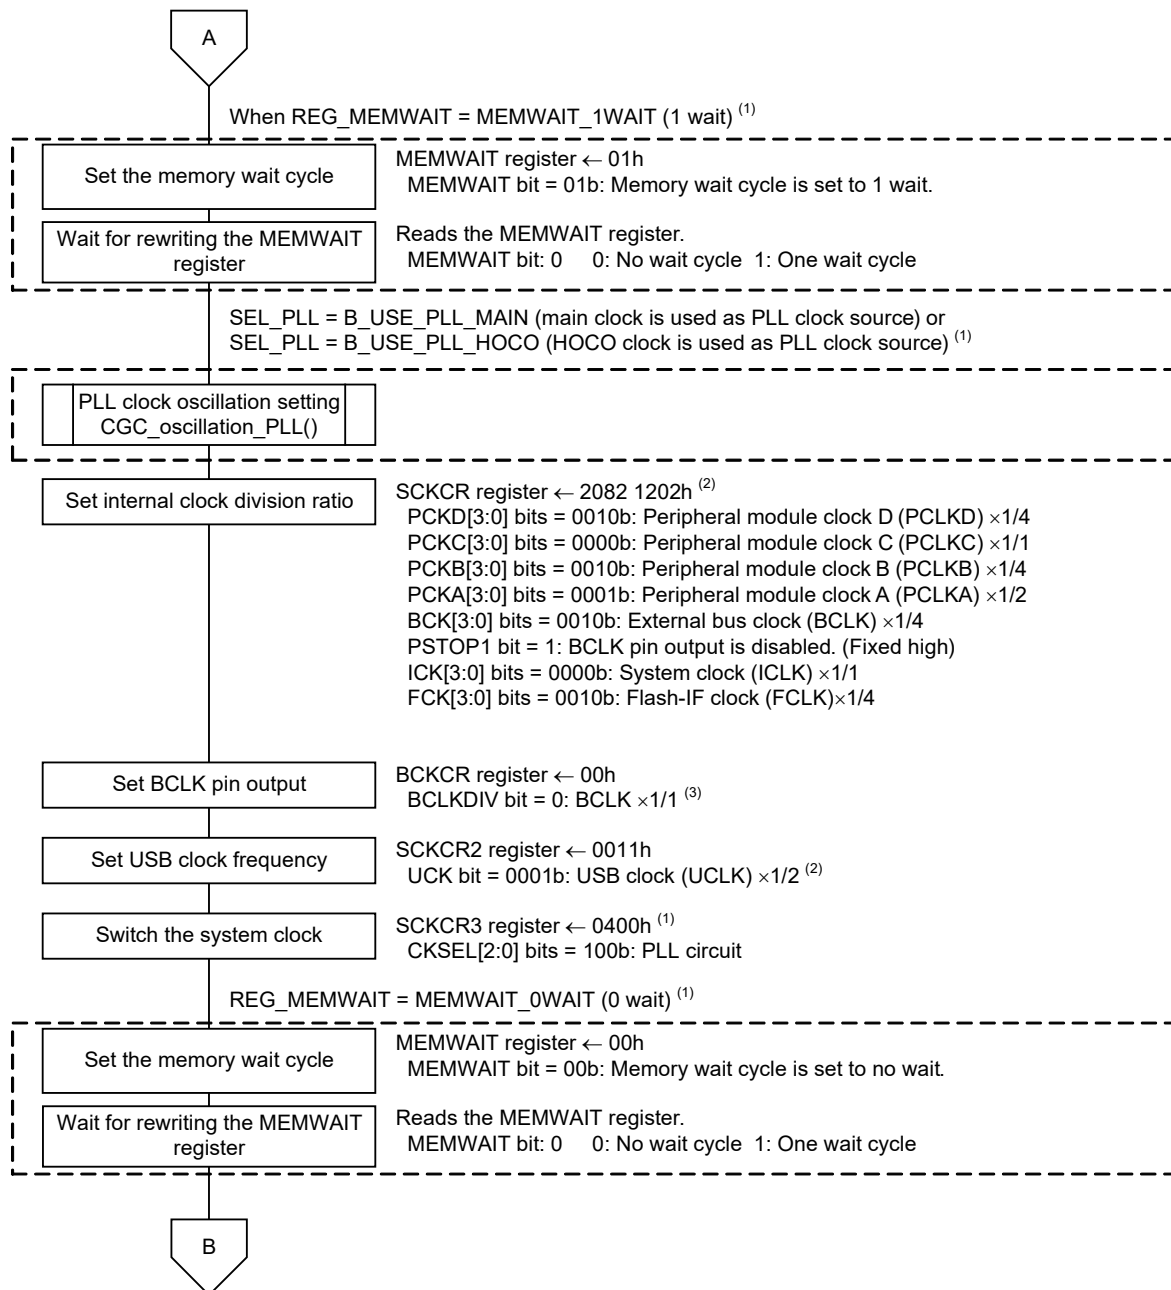 A
When REG_MEMWAIT = MEMWAIT_1WAIT (1 wait) (1)
Set the memory wait cycle
MEMWAIT register ← 01h
MEMWAIT bit = 01b: Memory wait cycle is set to 1 wait.
Wait for rewriting the MEMWAIT
register
Reads the MEMWAIT register.
MEMWAIT bit: 0 0: No wait cycle 1: One wait cycle
SEL_PLL = B_USE_PLL_MAIN (main clock is used as PLL clock source) or
SEL_PLL = B_USE_PLL_HOCO (HOCO clock is used as PLL clock source) (1)
PLL clock oscillation setting
CGC_oscillation_PLL()
Set internal clock division ratio
SCKCR register ← 2082 1202h (2)
PCKD[3:0] bits = 0010b: Peripheral module clock D (PCLKD) ×1/4
PCKC[3:0] bits = 0000b: Peripheral module clock C (PCLKC) ×1/1
PCKB[3:0] bits = 0010b: Peripheral module clock B (PCLKB) ×1/4
PCKA[3:0] bits = 0001b: Peripheral module clock A (PCLKA) ×1/2
BCK[3:0] bits = 0010b: External bus clock (BCLK) ×1/4
PSTOP1 bit = 1: BCLK pin output is disabled. (Fixed high)
ICK[3:0] bits = 0000b: System clock (ICLK) ×1/1
FCK[3:0] bits = 0010b: Flash-IF clock (FCLK)×1/4
Set BCLK pin output
BCKCR register ← 00h
BCLKDIV bit = 0: BCLK ×1/1 (3)
Set USB clock frequency
SCKCR2 register ← 0011h
UCK bit = 0001b: USB clock (UCLK) ×1/2 (2)
Switch the system clock
SCKCR3 register ← 0400h (1)
CKSEL[2:0] bits = 100b: PLL circuit
REG_MEMWAIT = MEMWAIT_0WAIT (0 wait) (1)
Set the memory wait cycle
MEMWAIT register ← 00h
MEMWAIT bit = 00b: Memory wait cycle is set to no wait.
Wait for rewriting the MEMWAIT
register
Reads the MEMWAIT register.
MEMWAIT bit: 0 0: No wait cycle 1: One wait cycle
B